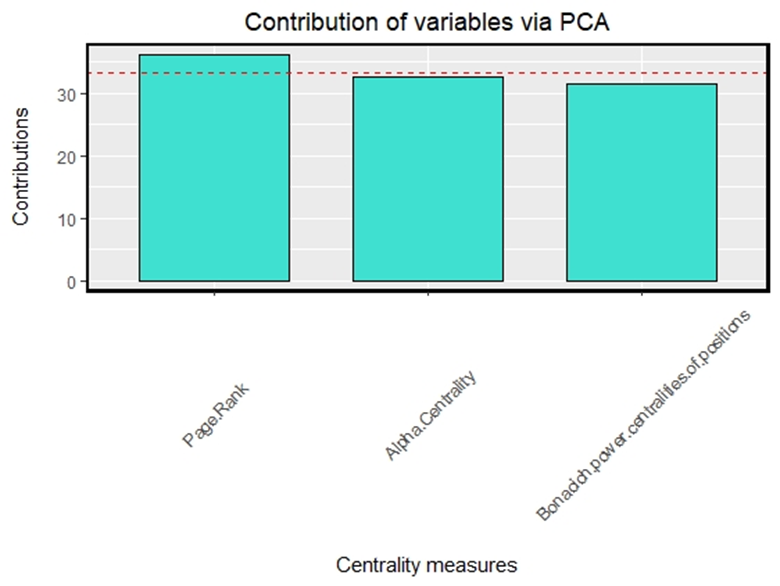 Contribution of variables via PCA
Contributions
30
20
10
0
Page.Rank
Alpha.Centrality
Bonacich.power.centralities.of.positions
Centrality measures